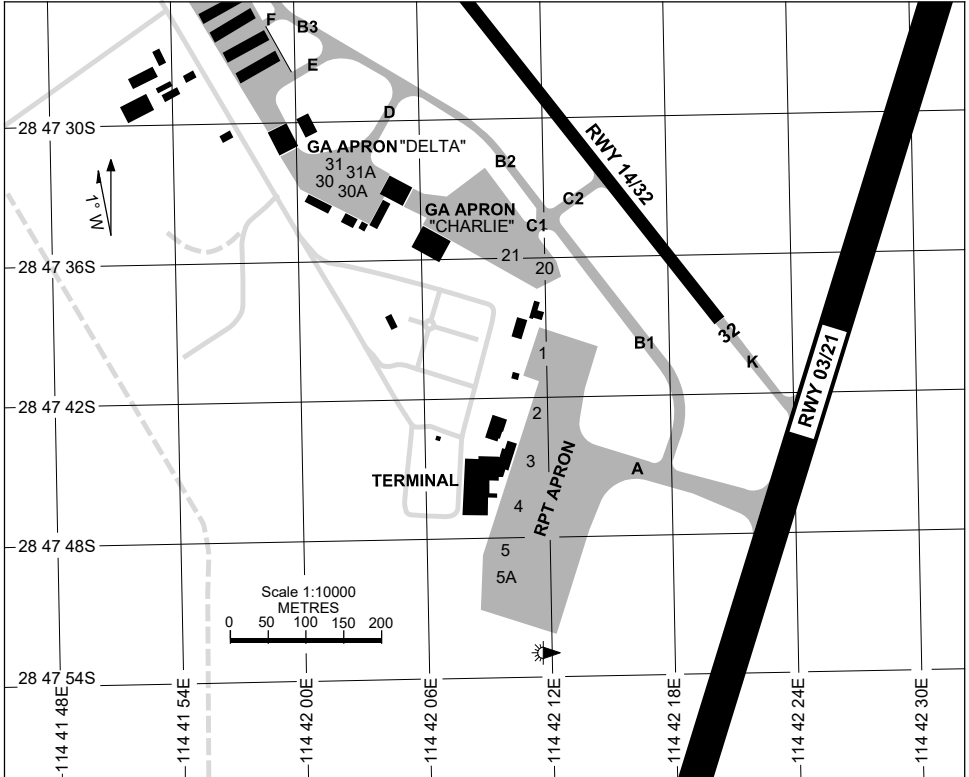 F
B3
E
D
28 47 30S
GA APRON "DELTA"
31
31A
30
30A
B2
RWY 14/32
C2
1° W
GA APRON
"CHARLIE"
C1
21
20
28 47 36S
1
B1
32
K
RWY 03/21
28 47 42S
2
3
TERMINAL
A
RPT APRON
4
28 47 48S
5
5A
Scale 1:10000
METRES
0 50 100 150 200
28 47 54S
114 41 48E
114 41 54E
114 42 00E
114 42 06E
114 42 12E
114 42 18E
114 42 24E
114 42 30E